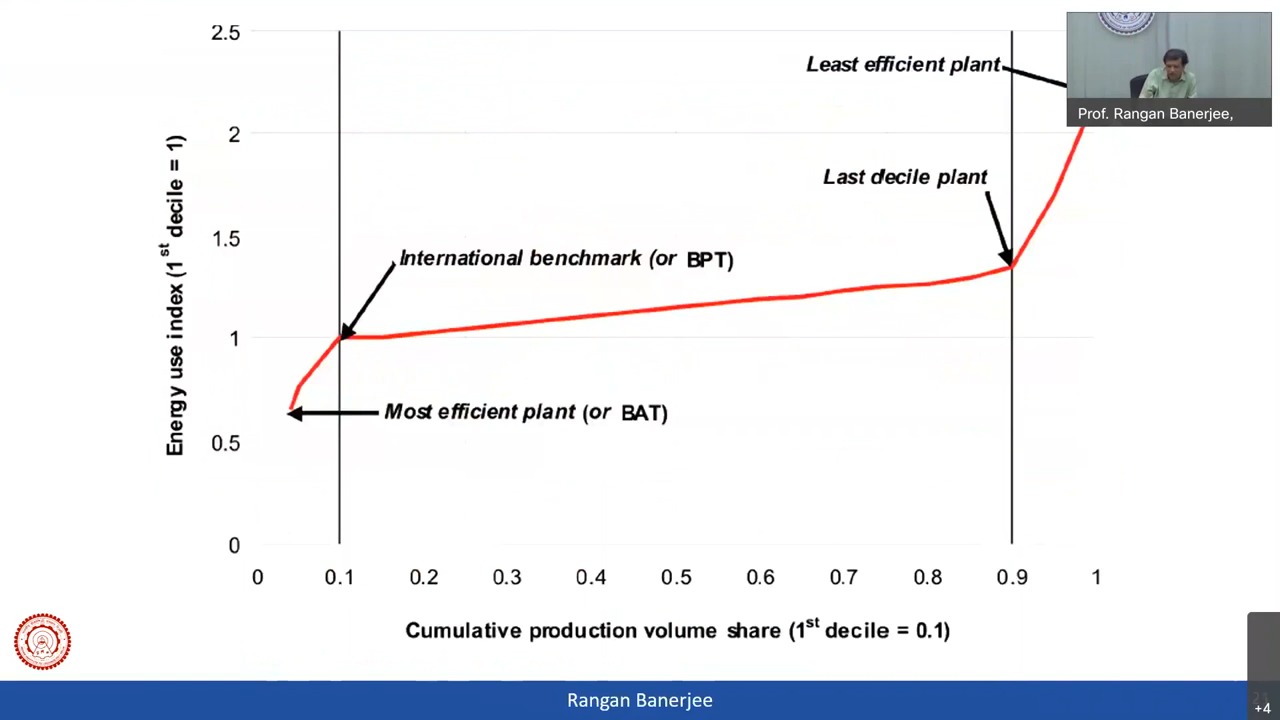 2.5
2
1.5
1
0.5
0
Energy use index (1st decile = 1)
Least efficient plant
Last decile plant
International benchmark (or BPT)
Most efficient plant (or BAT)
0 0.1 0.2 0.3 0.4 0.5 0.6 0.7 0.8 0.9 1
Cumulative production volume share (1st decile = 0.1)
Prof. Rangan Banerjee,
Rangan Banerjee
+4